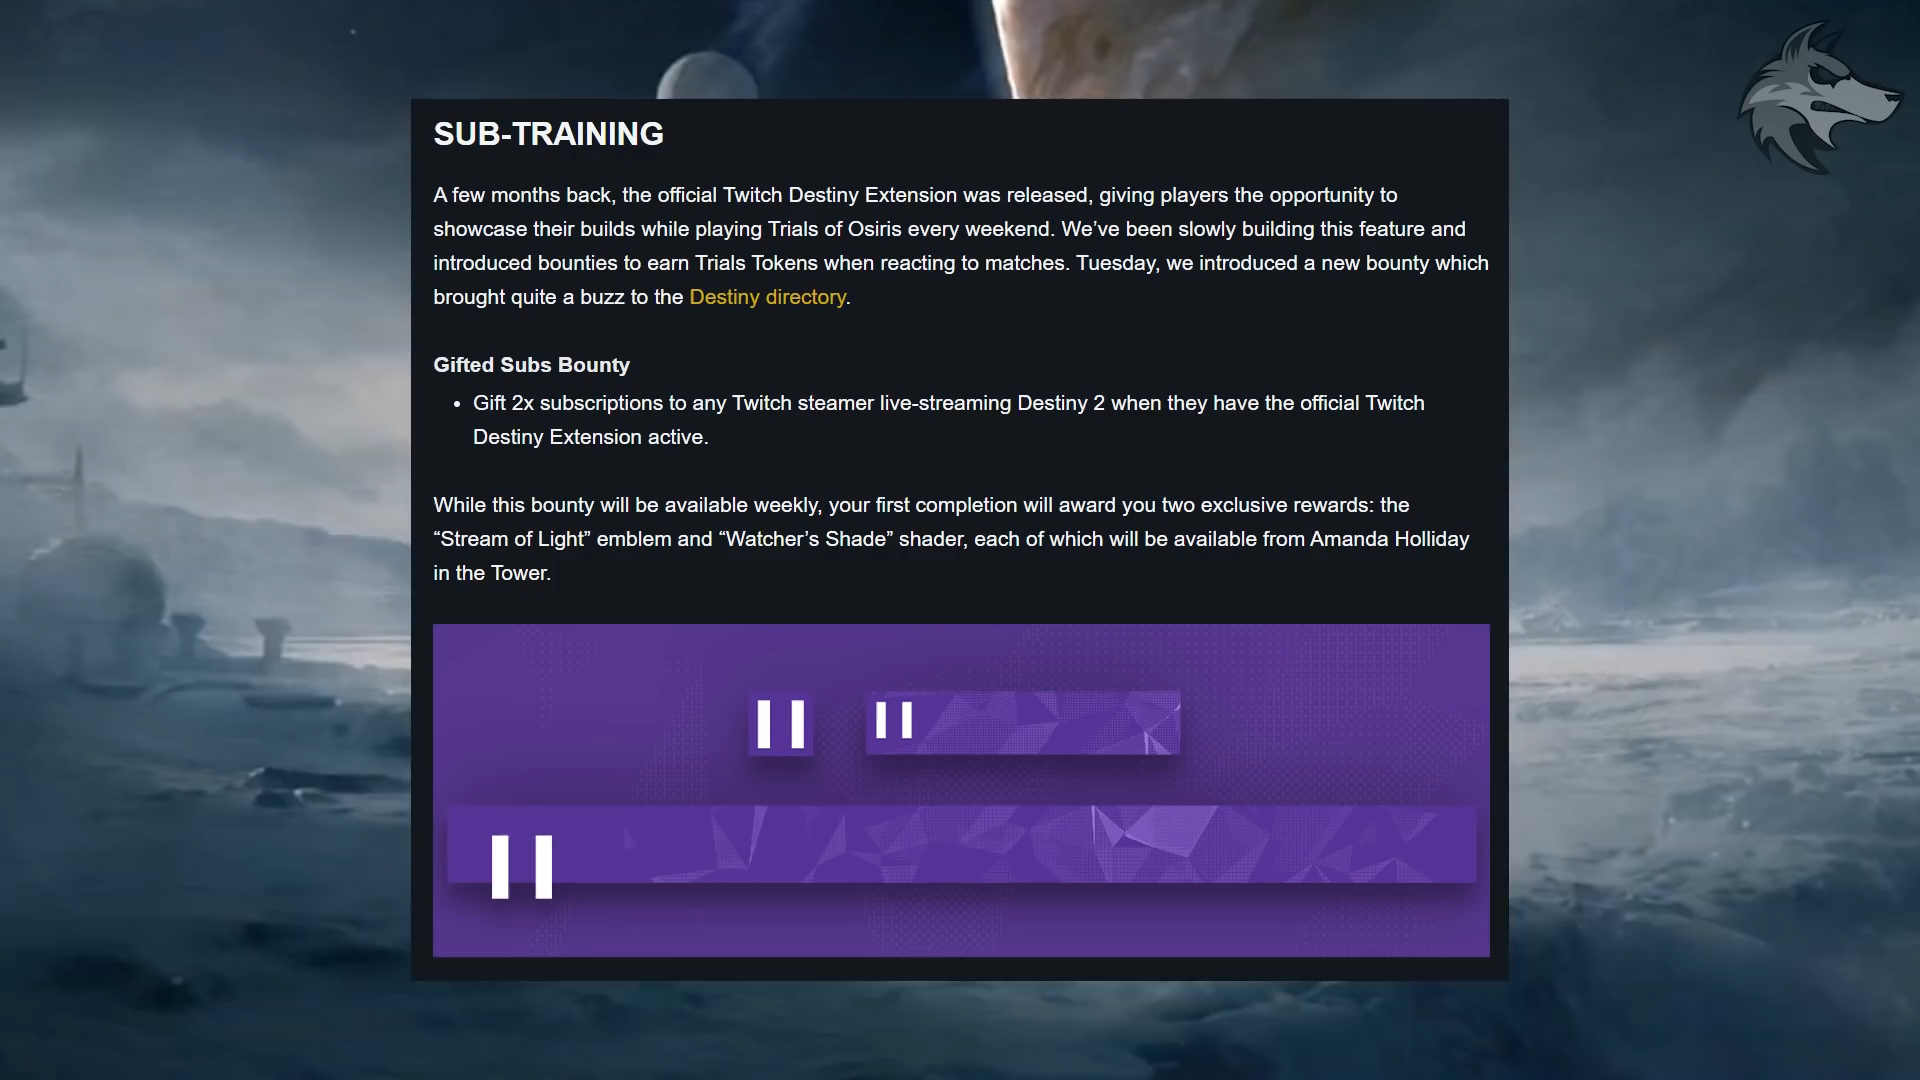 SUB-TRAINING
A few months back, the official Twitch Destiny Extension was released, giving players the opportunity to
showcase their builds while playing Trials of Osiris every weekend. We’ve been slowly building this feature and
introduced bounties to earn Trials Tokens when reacting to matches. Tuesday, we introduced a new bounty which
brought quite a buzz to the Destiny directory.
Gifted Subs Bounty
• Gift 2x subscriptions to any Twitch steamer live-streaming Destiny 2 when they have the official Twitch
Destiny Extension active.
While this bounty will be available weekly, your first completion will award you two exclusive rewards: the
“Stream of Light” emblem and “Watcher’s Shade” shader, each of which will be available from Amanda Holliday
in the Tower.